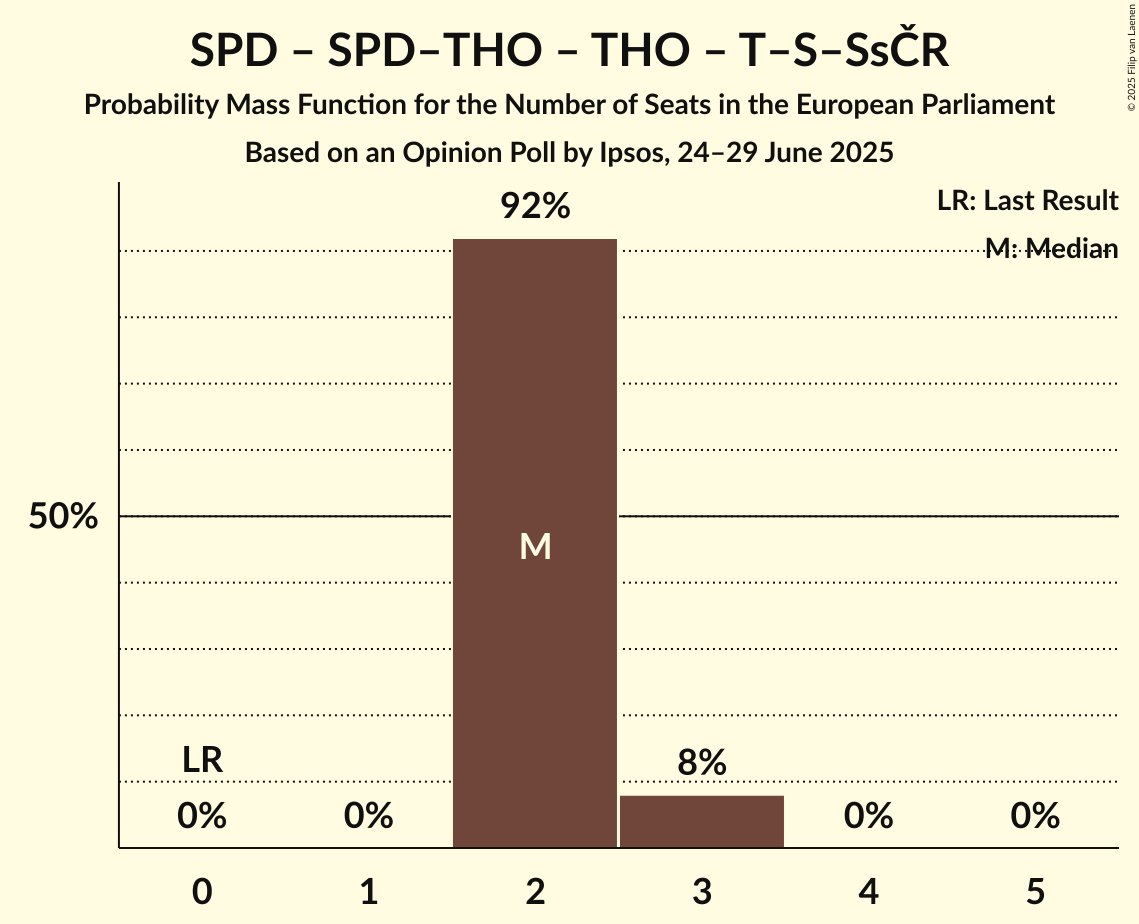 SPD – SPD–THO – THO – T–S–SsČR
Probability Mass Function for the Number of Seats in the European Parliament
Based on an Opinion Poll by Ipsos, 24–29 June 2025
© 2025 Filip van Laenen
LR: Last Result
M: Median
92%
50%
M
LR
8%
0%
0%
0%
0%
0 1 2 3 4 5